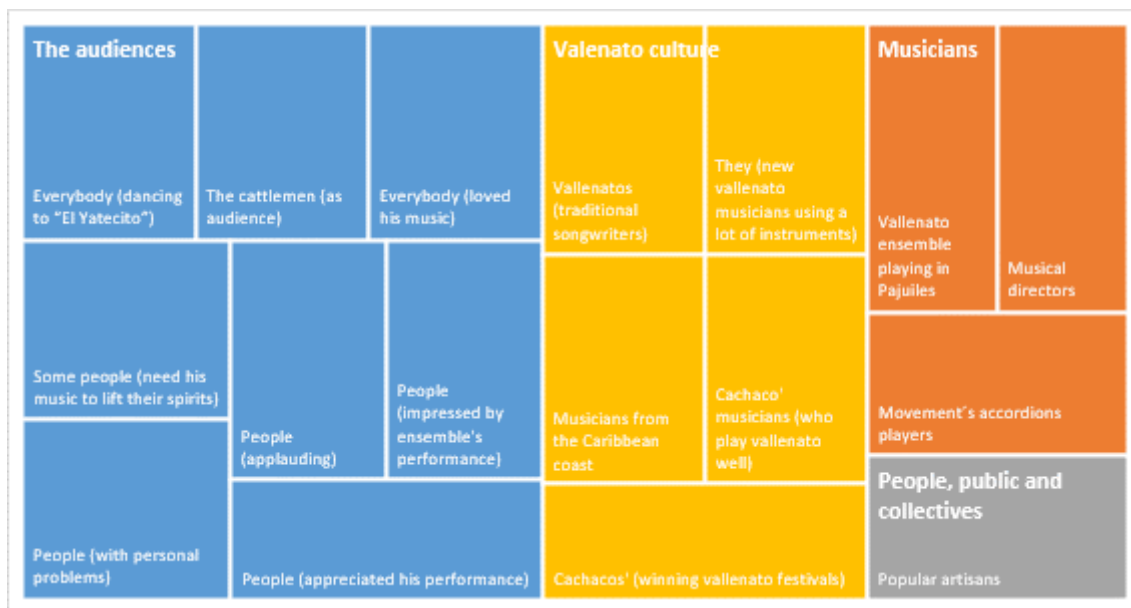 The audiences
Everybody (dancing
to “El Yatecito”)
The cattlemen (as
audience)
Everybody (loved
his music)
Some people (need his
music to lift their spirits)
People (with personal
problems)
People
(applauding)
People
(impressed by
ensemble's
performance)
People (appreciated his performance)
Valenato culture
Vallenatos
(traditional
songwriters)
They (new
vallenato
musicians using a
lot of instruments)
Musicians from
the Caribbean
coast
Cachaco'
musicians (who
play vallenato
well)
Cachacos' (winning vallenato festivals)
Musicians
Vallenato
ensemble
playing in
Pajuiles
Musical
directors
Movement´s accordions
players
People, public and
collectives
Popular artisans